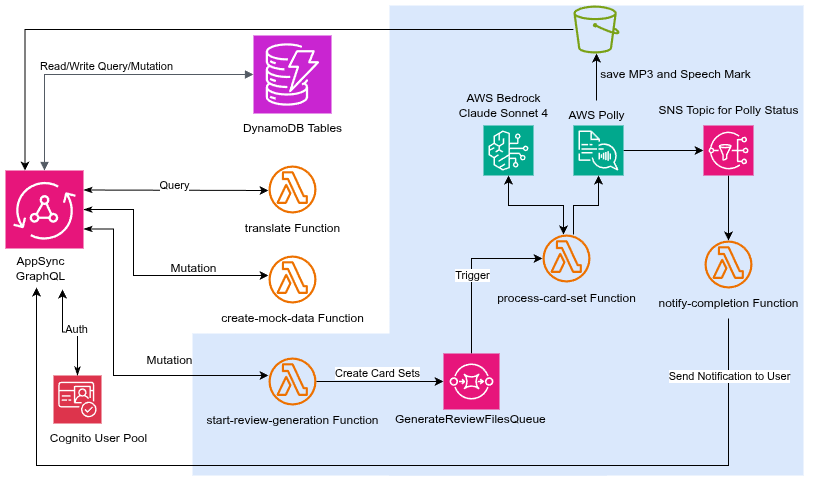 Read/Write Query/Mutation
DynamoDB Tables
save MP3 and Speech Mark
AWS Bedrock
Claude Sonnet 4
AWS Polly
SNS Topic for Polly Status
Query
translate Function
AppSync
GraphQL
Mutation
create-mock-data Function
Trigger
process-card-set Function
notify-completion Function
Auth
Mutation
Create Card Sets
Send Notification to User
start-review-generation Function
GenerateReviewFilesQueue
Cognito User Pool